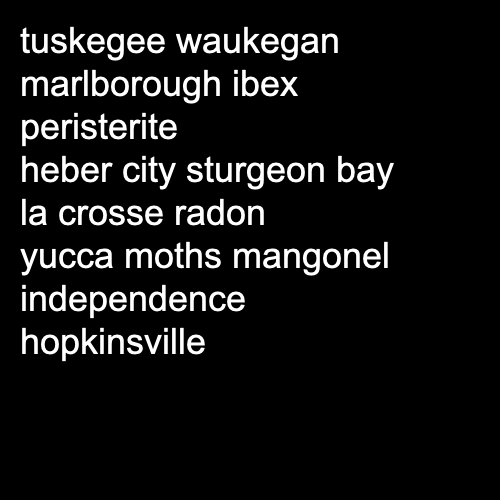 tuskegee waukegan
marlborough ibex
peristerite
heber city sturgeon bay
la crosse radon
yucca moths mangonel
independence
hopkinsville